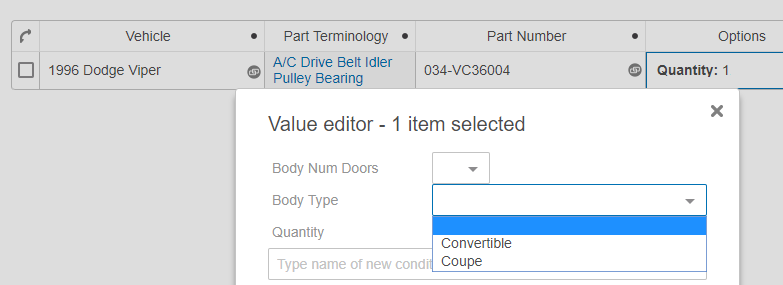 Vehicle Part Terminology Part Number Options
1996 Dodge Viper A/C Drive Belt Idler Pulley Bearing 034-VC36004 Quantity: 1
Value editor - 1 item selected
Body Num Doors
Body Type
Quantity
Convertible
Coupe
Type name of new condi